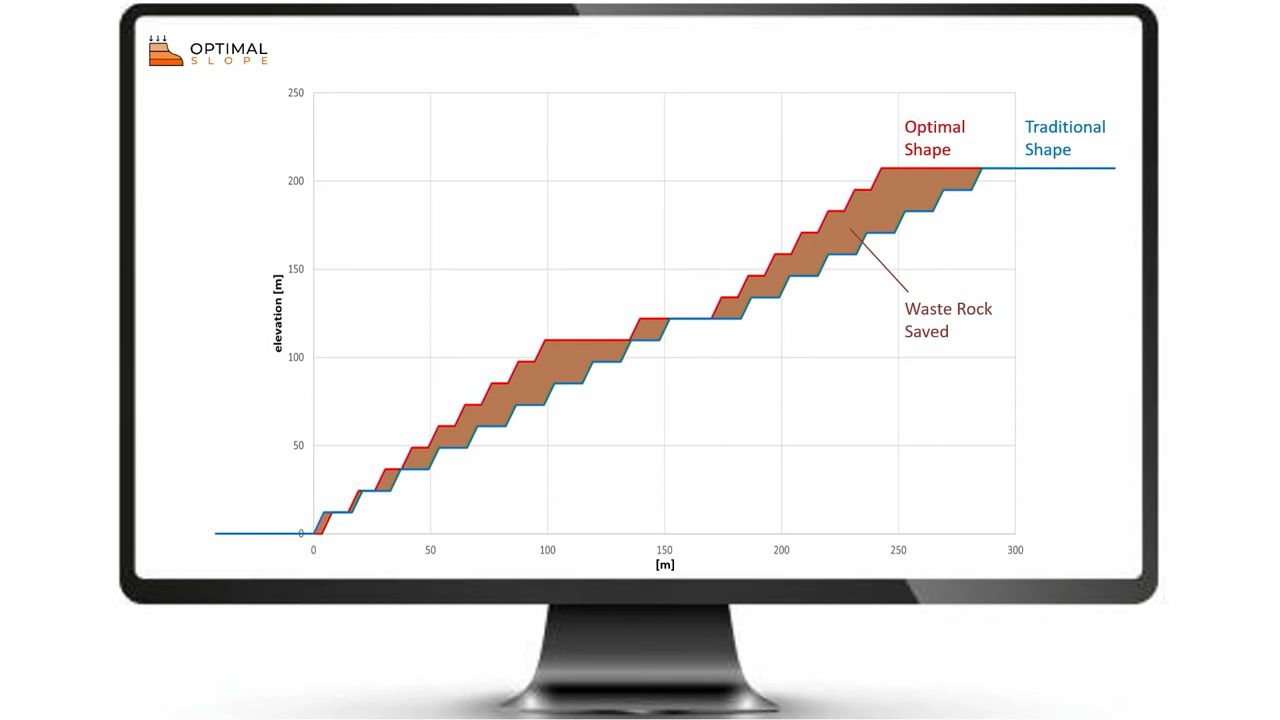 OPTIMAL
SLOPE
250
200
150
100
50
0
elevation [m]
0 50 100 150 200 250 300
[m]
Optimal
Shape
Traditional
Shape
Waste Rock
Saved